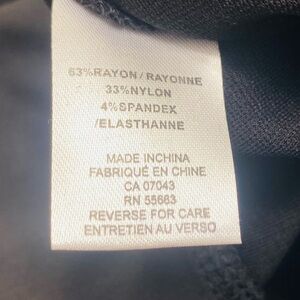 63%RAYON/RAYONNE
33%NYLON
4%SPANDEX
/ELASTHANNE
MADE INCHINA
FABRIQUÉ EN CHINE
CA 07043
RN 55663
REVERSE FOR CARE
ENTRETIEN AU VERSO